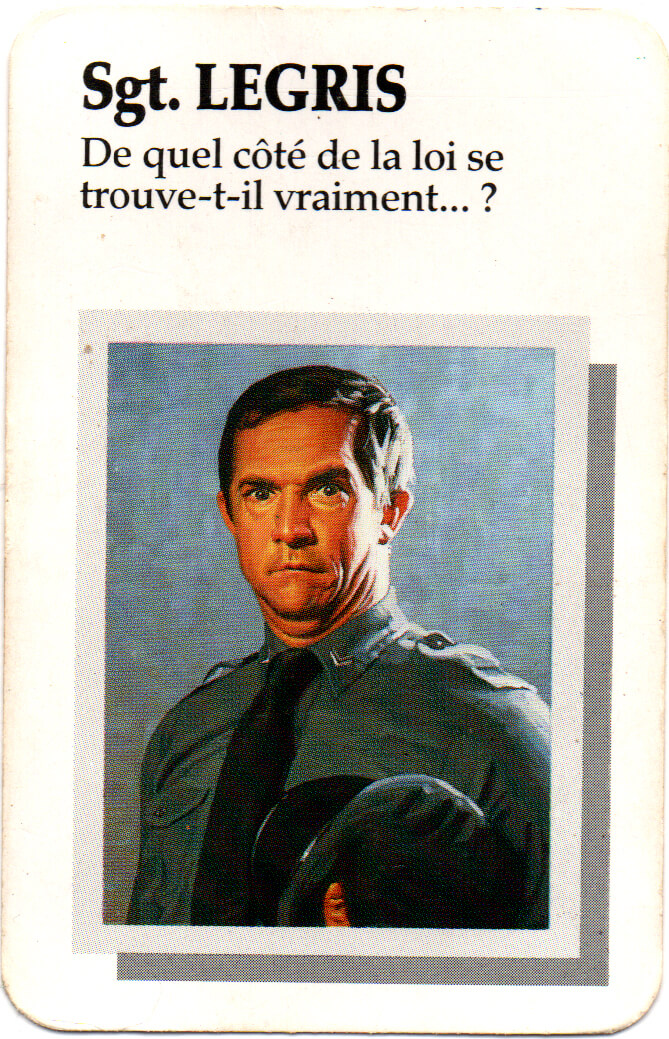 Sgt. LEGRIS
De quel côté de la loi se
trouve-t-il vraiment... ?